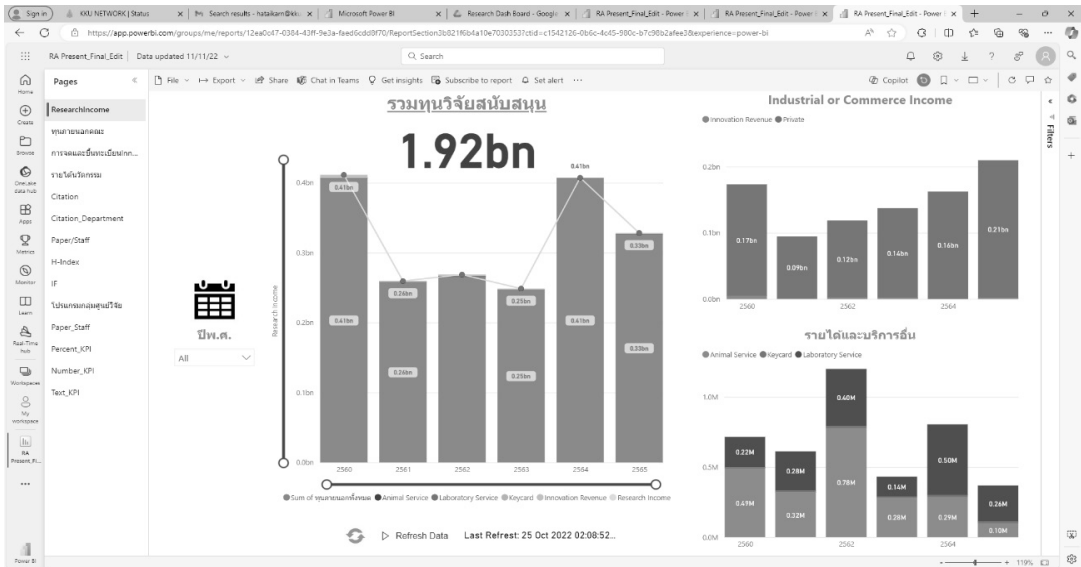 Sign in
KKU NETWORK | Status
Search results - hataikarn@kku
Microsoft Power BI
Research Dash Board - Google
RA Present_Final_Edit - Power
RA Present_Final_Edit - Power
RA Present_Final_Edit - Power
RA Present_Final_Edit
Data updated 11/11/22
Search
Home
Create
Browse
OneLake data hub
Apps
Metrics
Monitor
Learn
Real-Time hub
Workspaces
My workspace
RA Present_Fi...
Power BI
Pages
ResearchIncome
ทุนภายนอกคณะ
การจดและยื่นทะเบียนInn...
รายได้นวัตกรรม
Citation
Citation_Department
Paper/Staff
H-Index
IF
โปรแกรมกลุ่มศูนย์วิจัย
Paper_Staff
Percent_KPI
Number_KPI
Text_KPI
File
Export
Share
Chat in Teams
Get insights
Subscribe to report
Set alert
Copilot
Filters
ปีพ.ศ.
All
รวมทุนวิจัยสนับสนุน
1.92bn
Research Income
0.4bn
0.3bn
0.2bn
0.1bn
0.0bn
0.41bn
0.41bn
0.26bn
0.26bn
0.25bn
0.25bn
0.41bn
0.41bn
0.33bn
0.33bn
2560 2561 2562 2563 2564 2565
Sum of ทุนภายนอกทั้งหมด Animal Service Laboratory Service Keycard Innovation Revenue Research Income
Refresh Data
Last Refrest: 25 Oct 2022 02:08:52...
Industrial or Commerce Income
Innovation Revenue Private
0.2bn
0.1bn
0.0bn
0.17bn
0.09bn
0.12bn
0.14bn
0.16bn
0.21bn
2560 2562 2564
รายได้และบริการอื่น
Animal Service Keycard Laboratory Service
1.0M
0.5M
0.0M
0.22M
0.49M
0.28M
0.32M
0.40M
0.78M
0.14M
0.28M
0.50M
0.29M
0.26M
0.10M
2560 2562 2564
119%